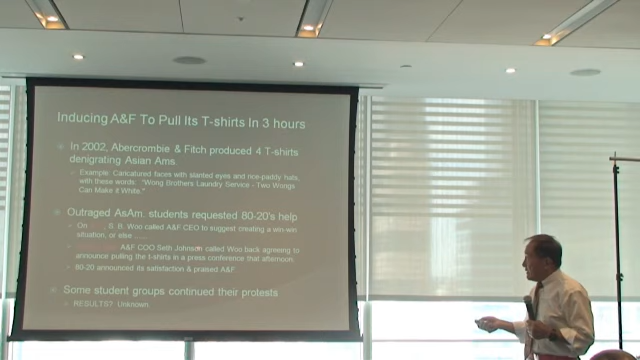 Inducing A&F To Pull Its T-shirts In 3 hours
In 2002, Abercrombie & Fitch produced 4 T-shirts
denigrating Asian Ams.
Example: Caricatured faces with slanted eyes and rice-paddy hats,
with these words: "Wong Brothers Laundry Service - Two Wongs
Can Make it White."
Outraged AsAm. students requested 80-20's help
On S. B. Woo called A&F CEO to suggest creating a win-win
situation, or else
A&F COO Seth Johnson called Woo back agreeing to
announce pulling the t-shirts in a press conference that afternoon.
80-20 announced its satisfaction & praised A&F
Some student groups continued their protests
RESULTS? Unknown.